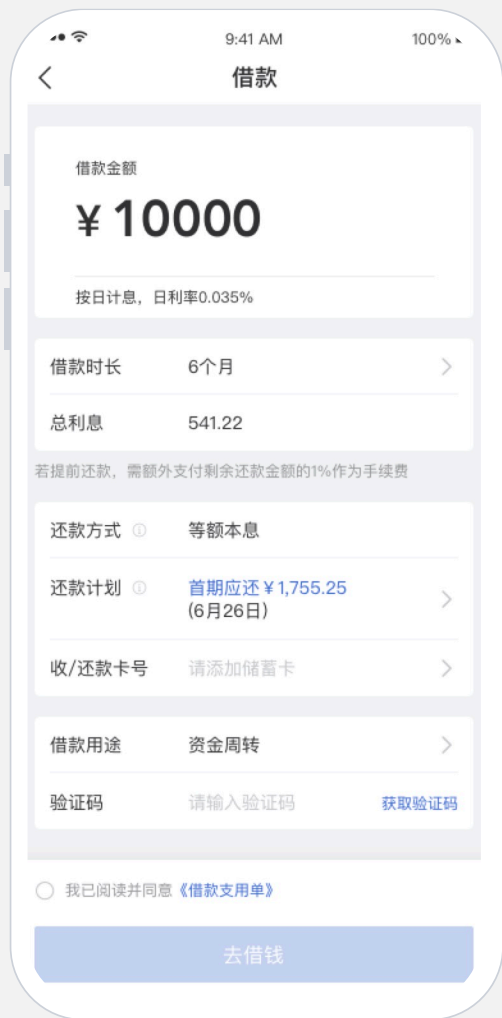 9:41 AM
100%
借款
借款金额
¥ 10000
按日计息，日利率0.035%
借款时长 6个月
总利息 541.22
若提前还款，需额外支付剩余还款金额的1%作为手续费
还款方式 等额本息
还款计划 首期应还 ¥ 1,755.25
(6月26日)
收/还款卡号 请添加储蓄卡
借款用途 资金周转
验证码 请输入验证码 获取验证码
我已阅读并同意《借款支用单》
去借钱